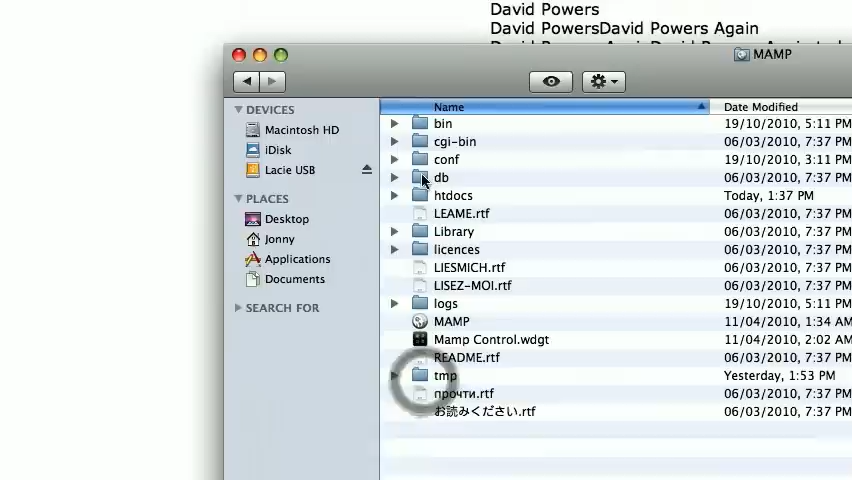 David Powers
David PowersDavid Powers Again
MAMP
Name
Date Modified
DEVICES
Macintosh HD
iDisk
Lacie USB
PLACES
Desktop
Jonny
Applications
Documents
SEARCH FOR
bin 19/10/2010, 5:11 PM
cgi-bin 06/03/2010, 7:37 PM
conf 19/10/2010, 3:11 PM
db 06/03/2010, 7:37 PM
htdocs Today, 1:37 PM
LEAME.rtf 06/03/2010, 7:37 PM
Library 06/03/2010, 7:37 PM
licences 06/03/2010, 7:37 PM
LIESMICH.rtf 06/03/2010, 7:37 PM
LISEZ-MOI.rtf 06/03/2010, 7:37 PM
logs 19/10/2010, 5:11 PM
MAMP 11/04/2010, 1:34 AM
Mamp Control.wdgt 11/04/2010, 2:02 AM
README.rtf 06/03/2010, 7:37 PM
tmp Yesterday, 1:53 PM
прочти.rtf 06/03/2010, 7:37 PM
お読みください.rtf 06/03/2010, 7:37 PM